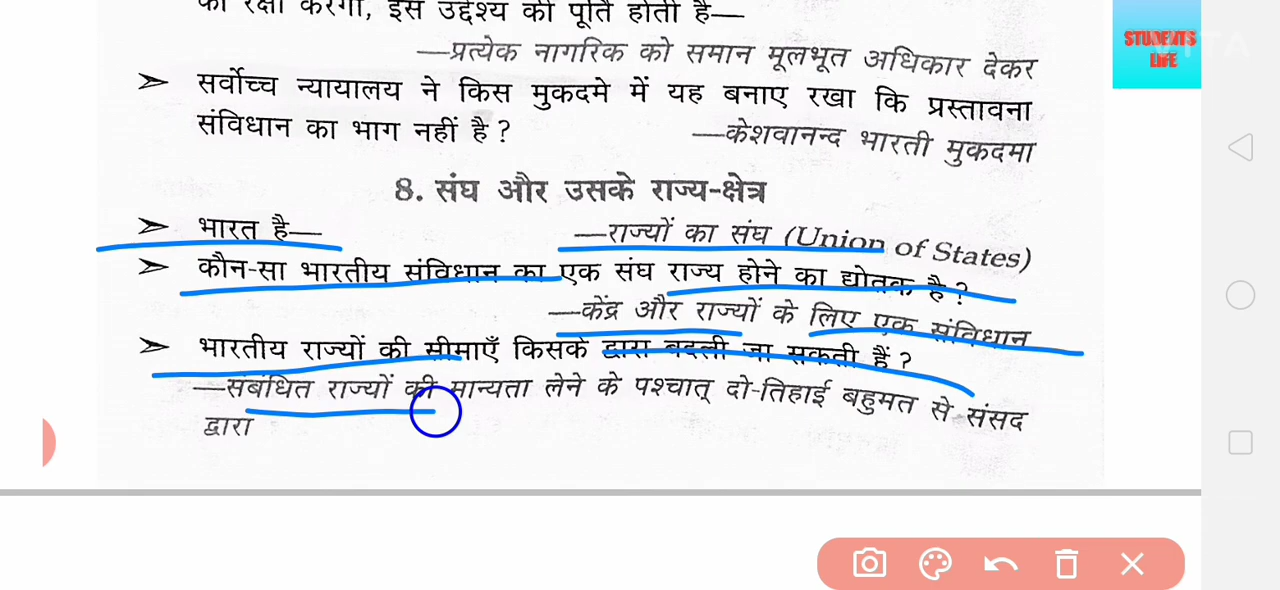 की रक्षा करेगा, इस उद्देश्य की पूर्ति होती है—
—प्रत्येक नागरिक को समान मूलभूत अधिकार देकर
➤ सर्वोच्च न्यायालय ने किस मुकदमे में यह बनाए रखा कि प्रस्तावना
संविधान का भाग नहीं है? —केशवानन्द भारती मुकदमा
8. संघ और उसके राज्य-क्षेत्र
➤ भारत है— —राज्यों का संघ (Union of States)
➤ कौन-सा भारतीय संविधान का एक संघ राज्य होने का द्योतक है?
—केंद्र और राज्यों के लिए एक संविधान
➤ भारतीय राज्यों की सीमाएँ किसके द्वारा बदली जा सकती हैं?
—संबंधित राज्यों की मान्यता लेने के पश्चात् दो-तिहाई बहुमत से संसद
द्वारा
STUDENTS
LIFE